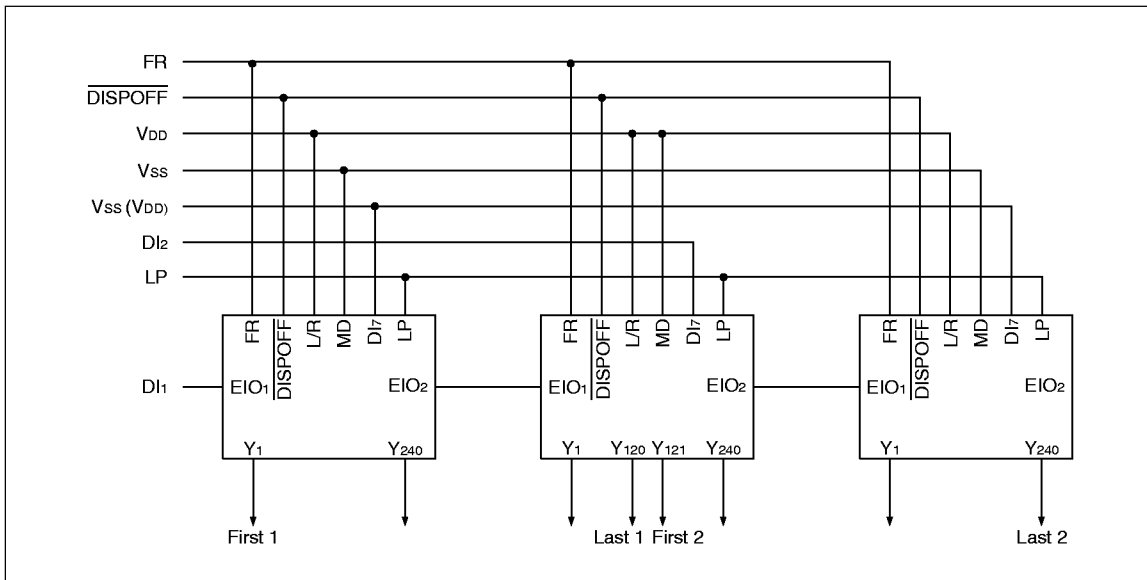 FR
DISPOFF
VDD
VSS
VSS (VDD)
DI2
LP
FR DISPOFF L/R MD DI7 LP
FR DISPOFF L/R MD DI7 LP
FR DISPOFF L/R MD DI7 LP
DI1 EIO1 EIO2 EIO1 EIO2 EIO1 EIO2
Y1 Y240 Y1 Y120 Y121 Y240 Y1 Y240
First 1 Last 1 First 2 Last 2